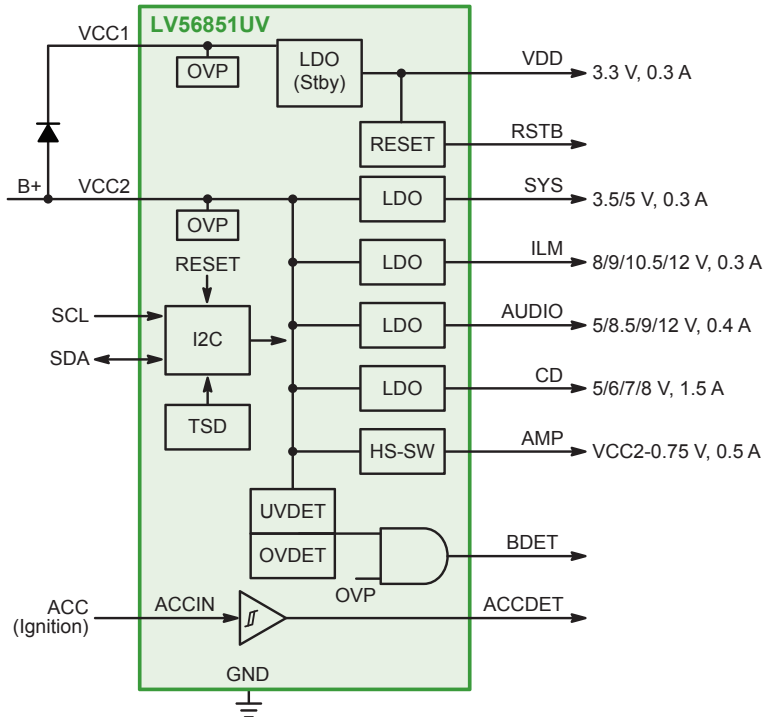 LV56851UV
VCC1
OVP
LDO
(Stby)
VDD
3.3 V, 0.3 A
RESET
RSTB
B+
VCC2
OVP
LDO
SYS
3.5/5 V, 0.3 A
RESET
LDO
ILM
8/9/10.5/12 V, 0.3 A
SCL
SDA
I2C
LDO
AUDIO
5/8.5/9/12 V, 0.4 A
TSD
LDO
CD
5/6/7/8 V, 1.5 A
HS-SW
AMP
VCC2-0.75 V, 0.5 A
UVDET
OVDET
OVP
BDET
ACC
(Ignition)
ACCIN
ACCDET
GND